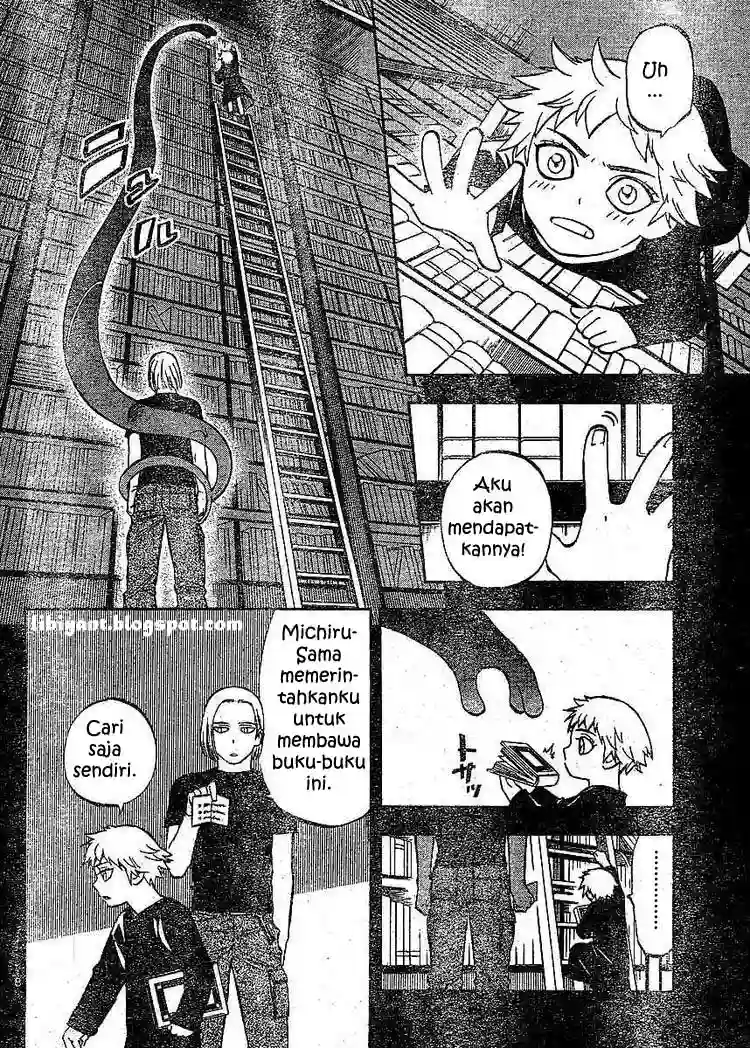 Uh
...
Aku
akan
mendapat-
kannya!
libiyant.blogspot.com
Michiru-
Sama
memerin-
tahkanku
untuk
membawa
buku-buku
ini.
Cari
saja
sendiri.